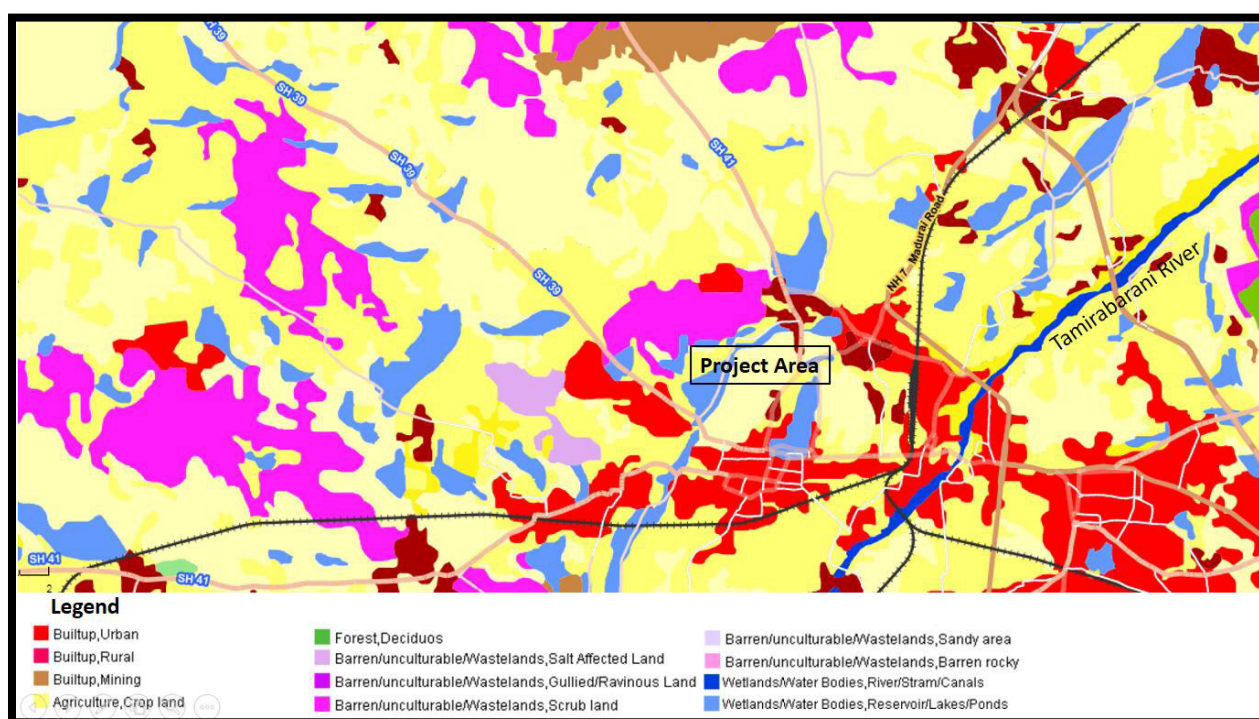 SH 39
SH 39
SH 39
SH 39
SH 41
NH 7 Madurai Road
Tamirabarani River
Project Area
SH 41
SH 41
2
Legend
Builtup,Urban
Builtup,Rural
Builtup,Mining
Agriculture,Crop land
Forest,Deciduos
Barren/unculturable/Wastelands,Salt Affected Land
Barren/unculturable/Wastelands,Gullied/Ravinous Land
Barren/unculturable/Wastelands,Scrub land
Barren/unculturable/Wastelands,Sandy area
Barren/unculturable/Wastelands,Barren rocky
Wetlands/Water Bodies,River/Stram/Canals
Wetlands/Water Bodies,Reservoir/Lakes/Ponds